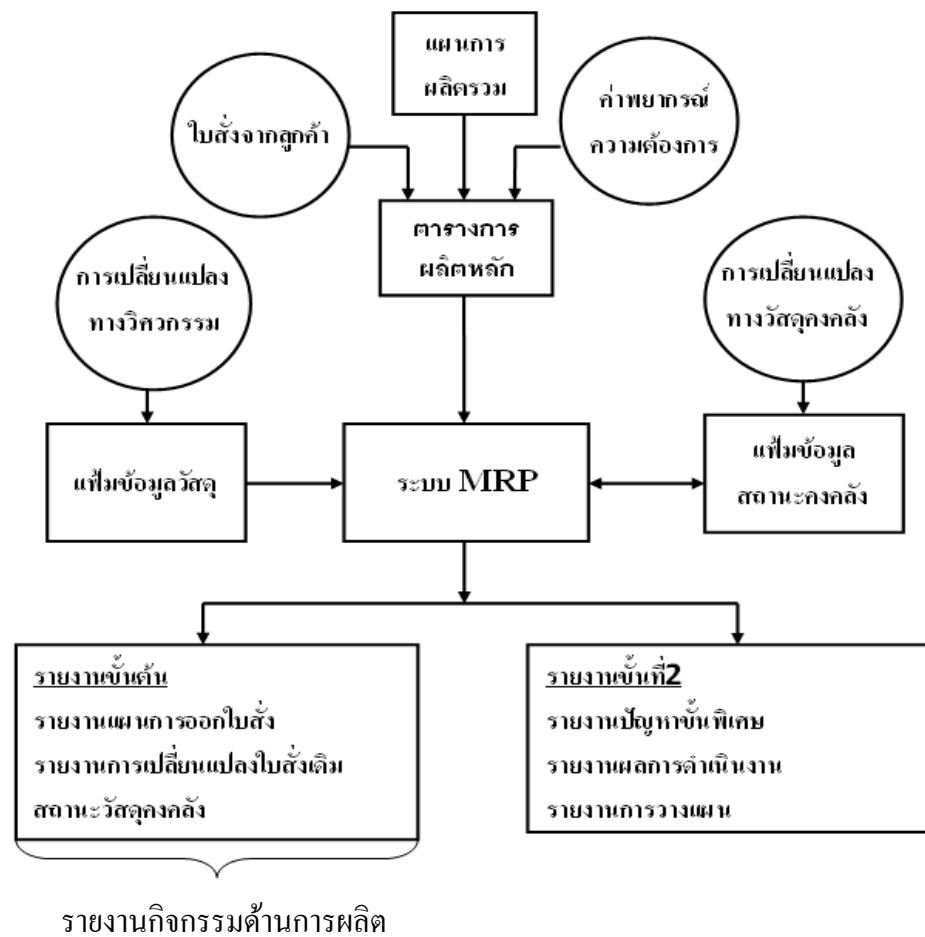 แผนการ
ผลิตรวม
ใบสั่งจากลูกค้า
ค่าพยากรณ์
ความต้องการ
ตารางการ
ผลิตหลัก
การเปลี่ยนแปลง
ทางวิศวกรรม
การเปลี่ยนแปลง
ทางวัสดุคงคลัง
แฟ้มข้อมูลวัสดุ
ระบบ MRP
แฟ้มข้อมูล
สถานะคงคลัง
รายงานขั้นต้น
รายงานแผนการออกใบสั่ง
รายงานการเปลี่ยนแปลงใบสั่งเดิม
สถานะวัสดุคงคลัง
รายงานขั้นที่2
รายงานปัญหาขั้นพิเศษ
รายงานผลการดำเนินงาน
รายงานการวางแผน
รายงานกิจกรรมด้านการผลิต